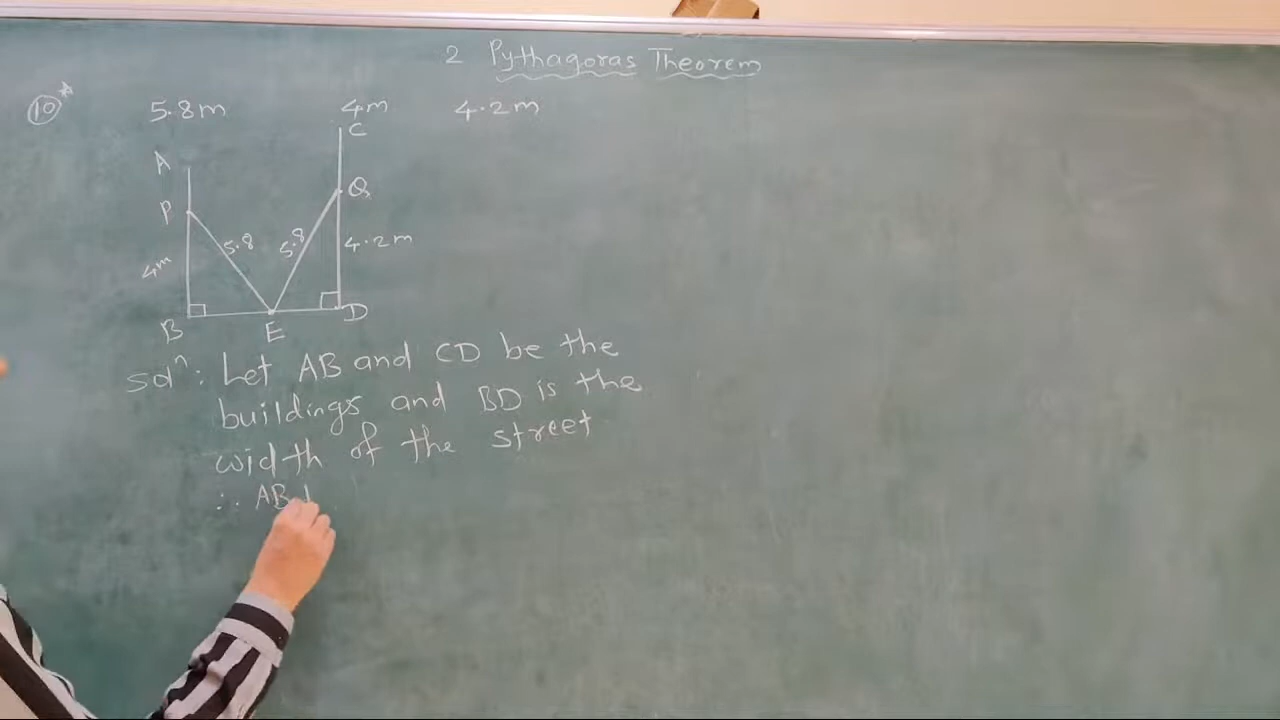 2 Pythagoras Theorem
10*
5.8m 4m 4.2m
C
A
P
Q
5.8
5.8
4.2m
4m
B
E
D
Solⁿ: Let AB and CD be the
buildings and BD is the
width of the street
∴ AB